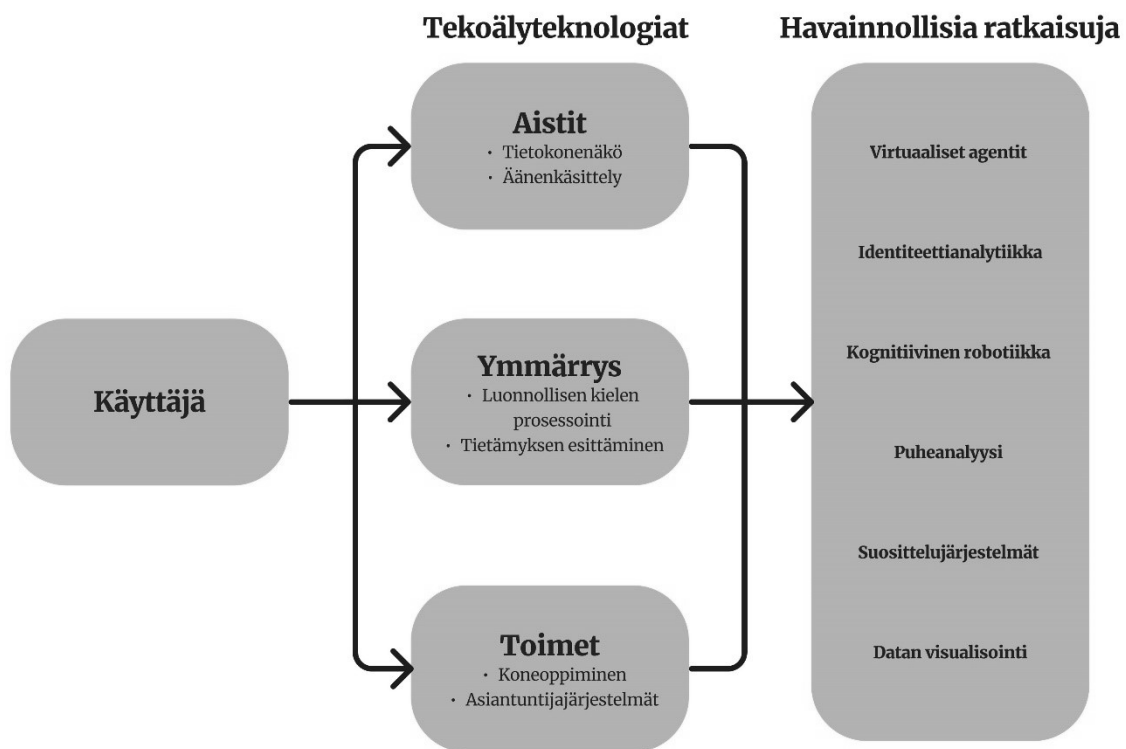 Tekoälyteknologiat
Havainnollisia ratkaisuja
Käyttäjä
Aistit
· Tietokonenäkö
· Äänenkäsittely
Ymmärrys
· Luonnollisen kielen
prosessointi
· Tietämyksen esittäminen
Toimet
· Koneoppiminen
· Asiantuntijajärjestelmät
Virtuaaliset agentit
Identiteettianalytiikka
Kognitiivinen robotiikka
Puheanalyysi
Suosittelujärjestelmät
Datan visualisointi